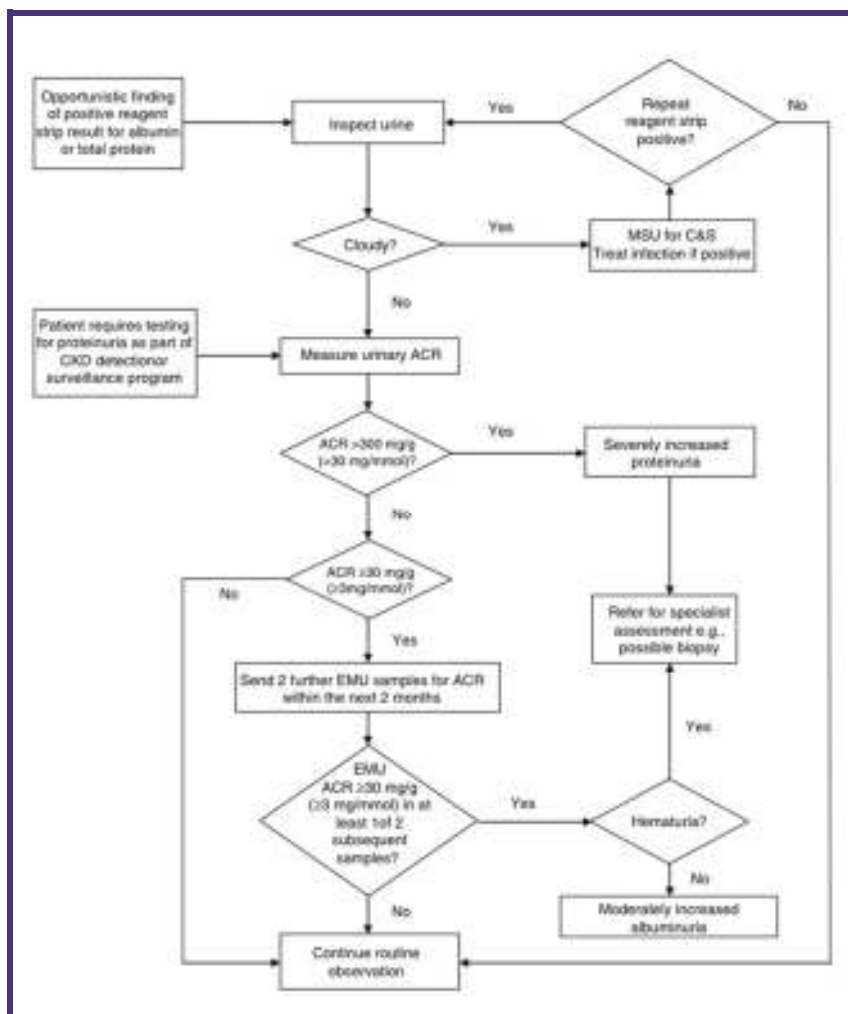 Opportunistic finding
of positive reagent
strip result for albumin
or total protein
Inspect urine
Yes
Repeat
reagent strip
positive?
No
Cloudy?
Yes
MSU for C&S
Treat infection if positive
No
Patient requires testing
for proteinuria as part of
CKD detectionor
surveillance program
Measure urinary ACR
ACR >300 mg/g
(>30 mg/mmol)?
Yes
Severely increased
proteinuria
No
ACR ≥30 mg/g
(≥3mg/mmol)?
No
Refer for specialist
assessment e.g.,
possible biopsy
Yes
Send 2 further EMU samples for ACR
within the next 2 months
Yes
EMU
ACR ≥30 mg/g
(≥3 mg/mmol) in at
least 1of 2
subsequent
samples?
Yes
Hematuria?
No
No
Moderately increased
albuminuria
Continue routine
observation